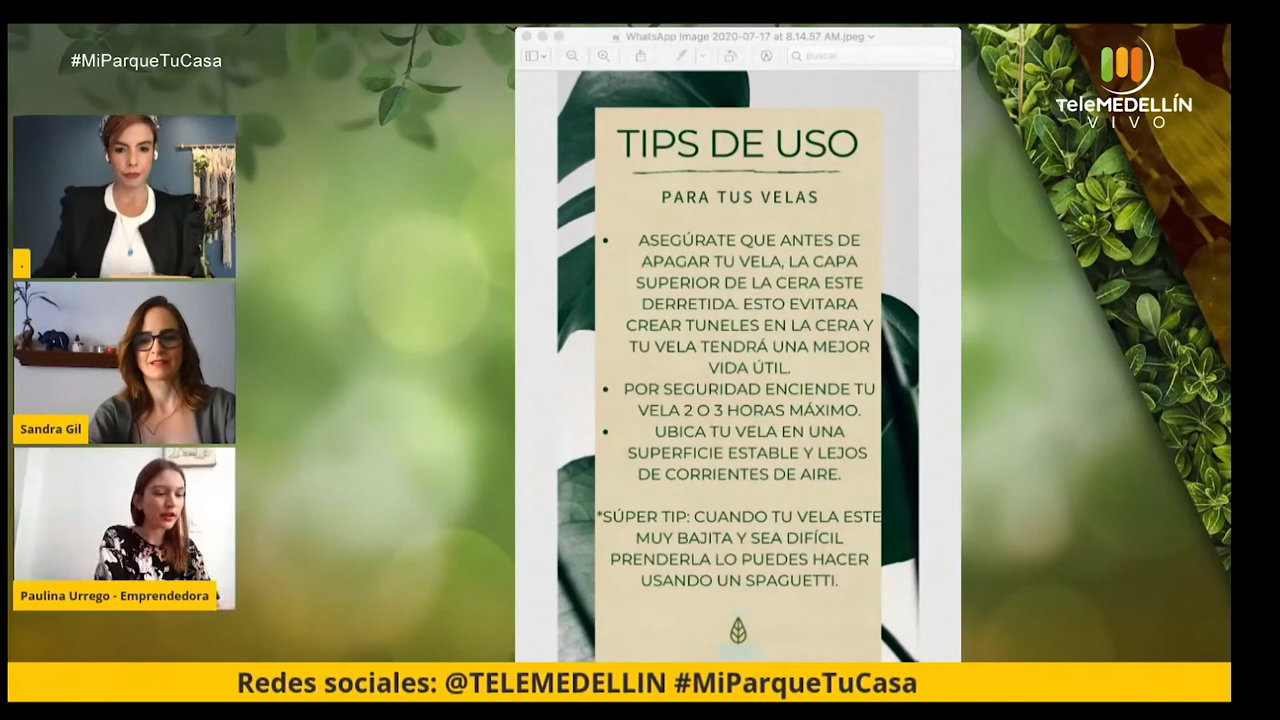 #MiParqueTuCasa
WhatsApp Image 2020-07-17 at 8.14.57 AM.jpeg
Buscar
TeleMEDELLÍN
VIVO
TIPS DE USO
PARA TUS VELAS
• ASEGÚRATE QUE ANTES DE
APAGAR TU VELA, LA CAPA
SUPERIOR DE LA CERA ESTE
DERRETIDA. ESTO EVITARA
CREAR TUNELES EN LA CERA Y
TU VELA TENDRÁ UNA MEJOR
VIDA ÚTIL.
• POR SEGURIDAD ENCIENDE TU
VELA 2 O 3 HORAS MÁXIMO.
• UBICA TU VELA EN UNA
SUPERFICIE ESTABLE Y LEJOS
DE CORRIENTES DE AIRE.
*SÚPER TIP: CUANDO TU VELA ESTE
MUY BAJITA Y SEA DIFÍCIL
PRENDERLA LO PUEDES HACER
USANDO UN SPAGUETTI.
.
Sandra Gil
Paulina Urrego - Emprendedora
Redes sociales: @TELEMEDELLIN #MiParqueTuCasa